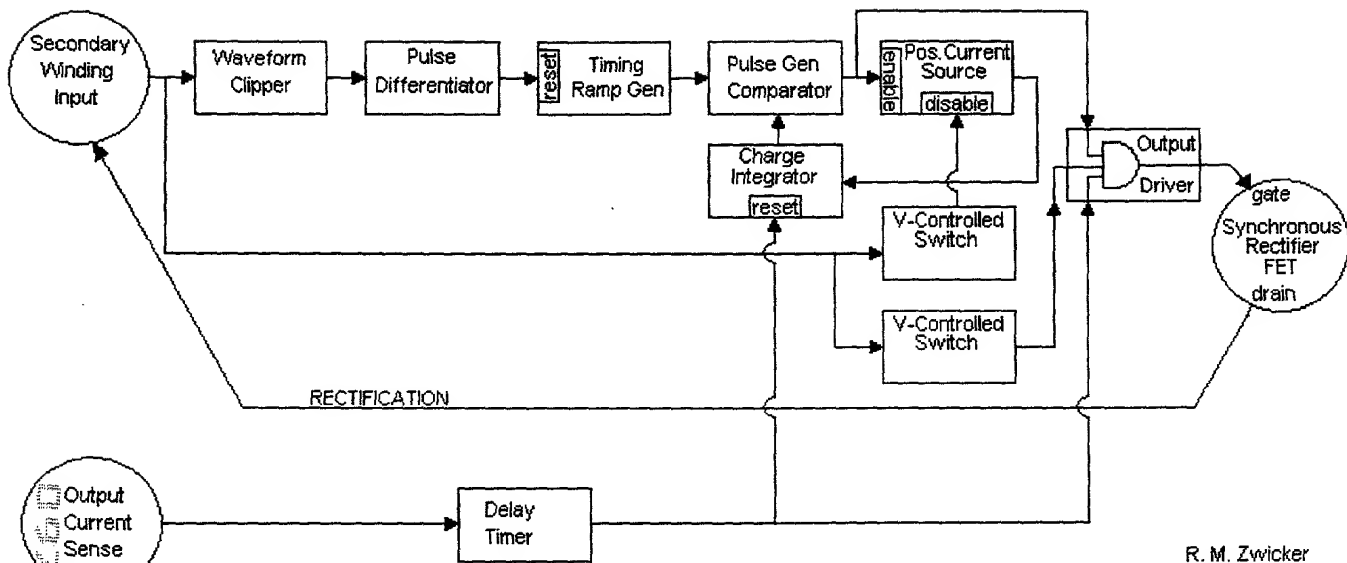 Secondary
Winding
Input
Waveform
Clipper
Pulse
Differentiator
reset
Timing
Ramp Gen
Pulse Gen
Comparator
enable
Pos. Current
Source
disable
Charge
Integrator
reset
V-Controlled
Switch
V-Controlled
Switch
Output
Driver
gate
Synchronous
Rectifier
FET
drain
RECTIFICATION
Output
Current
Sense
Delay
Timer
R. M. Zwicker